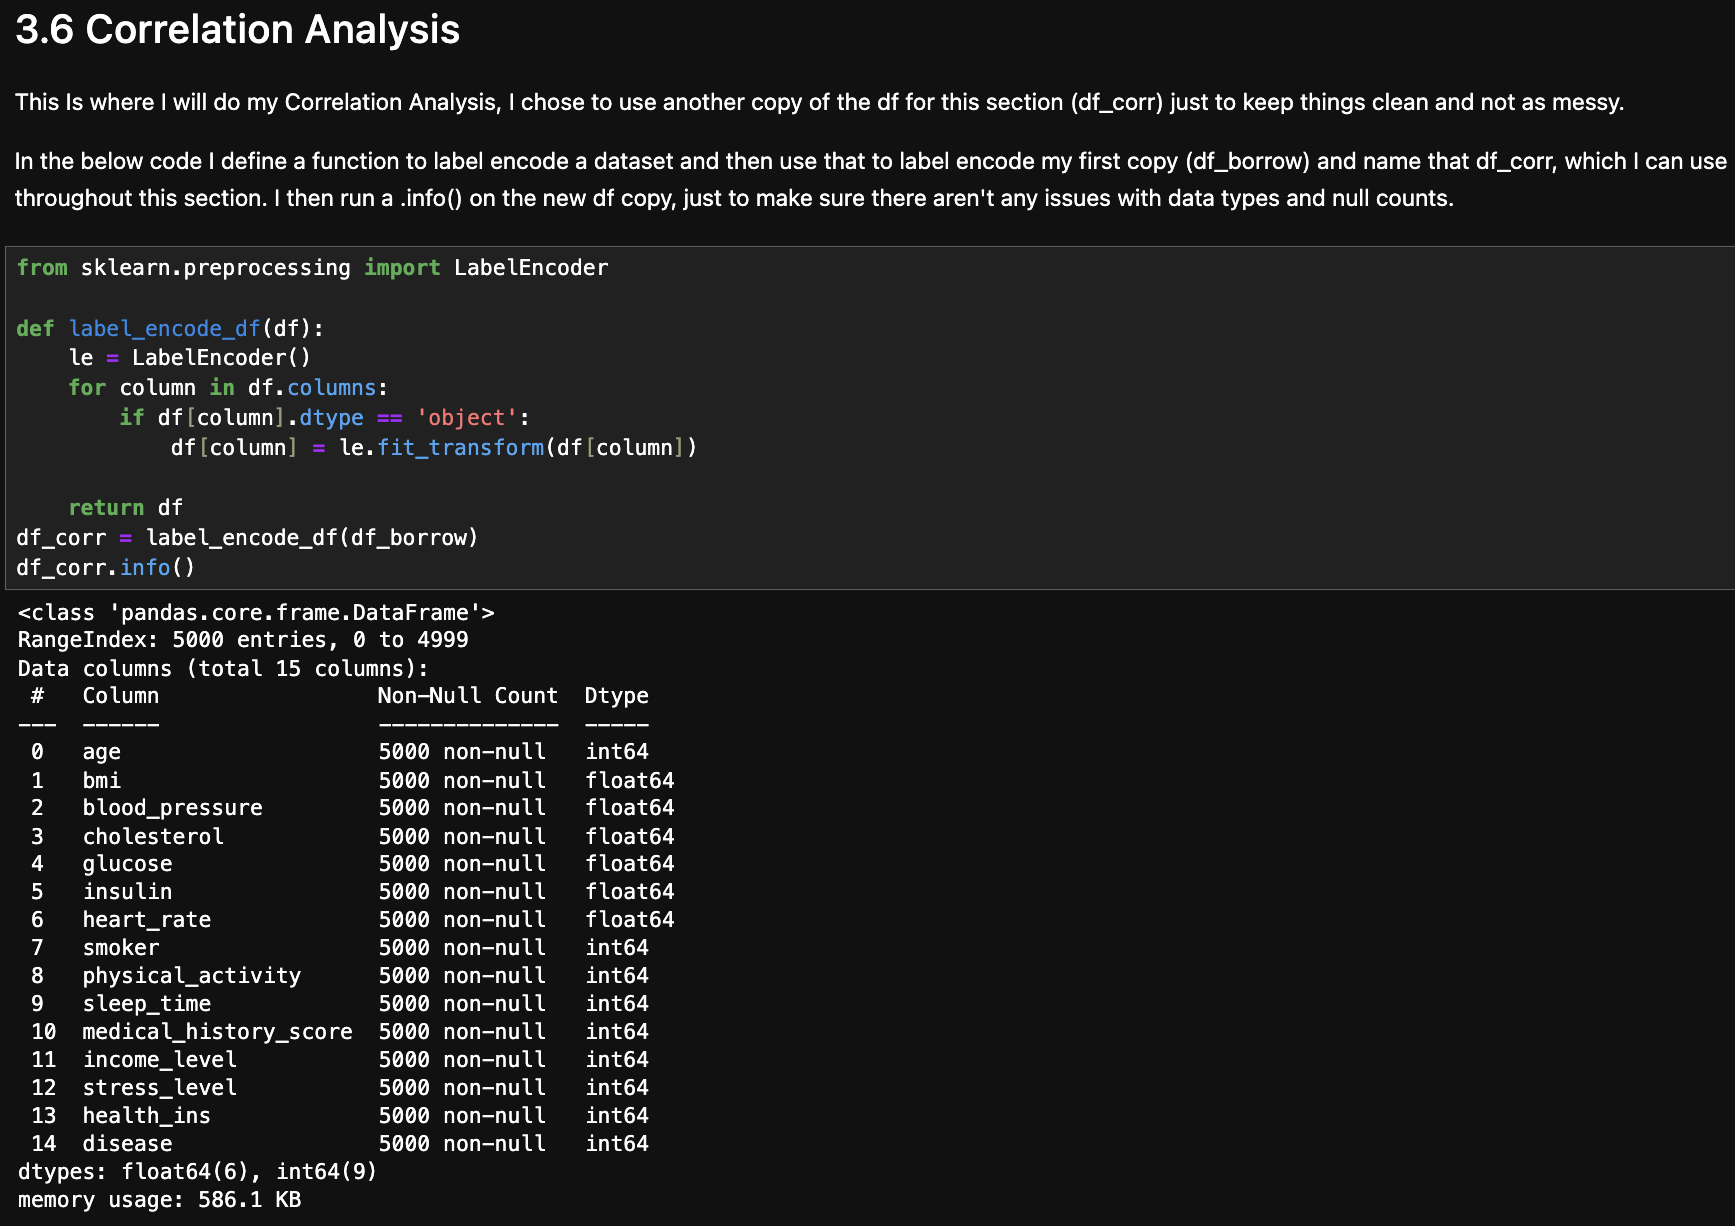 3.6 Correlation Analysis
This Is where I will do my Correlation Analysis, I chose to use another copy of the df for this section (df_corr) just to keep things clean and not as messy.
In the below code I define a function to label encode a dataset and then use that to label encode my first copy (df_borrow) and name that df_corr, which I can use
throughout this section. I then run a .info() on the new df copy, just to make sure there aren't any issues with data types and null counts.
from sklearn.preprocessing import LabelEncoder
def label_encode_df(df):
    le = LabelEncoder()
    for column in df.columns:
        if df[column].dtype == 'object':
            df[column] = le.fit_transform(df[column])
    return df
df_corr = label_encode_df(df_borrow)
df_corr.info()
<class 'pandas.core.frame.DataFrame'>
RangeIndex: 5000 entries, 0 to 4999
Data columns (total 15 columns):
 #   Column                 Non-Null Count  Dtype
---  ------                 --------------  -----
 0   age                    5000 non-null   int64
 1   bmi                    5000 non-null   float64
 2   blood_pressure         5000 non-null   float64
 3   cholesterol            5000 non-null   float64
 4   glucose                5000 non-null   float64
 5   insulin                5000 non-null   float64
 6   heart_rate             5000 non-null   float64
 7   smoker                 5000 non-null   int64
 8   physical_activity      5000 non-null   int64
 9   sleep_time             5000 non-null   int64
 10  medical_history_score  5000 non-null   int64
 11  income_level           5000 non-null   int64
 12  stress_level           5000 non-null   int64
 13  health_ins             5000 non-null   int64
 14  disease                5000 non-null   int64
dtypes: float64(6), int64(9)
memory usage: 586.1 KB